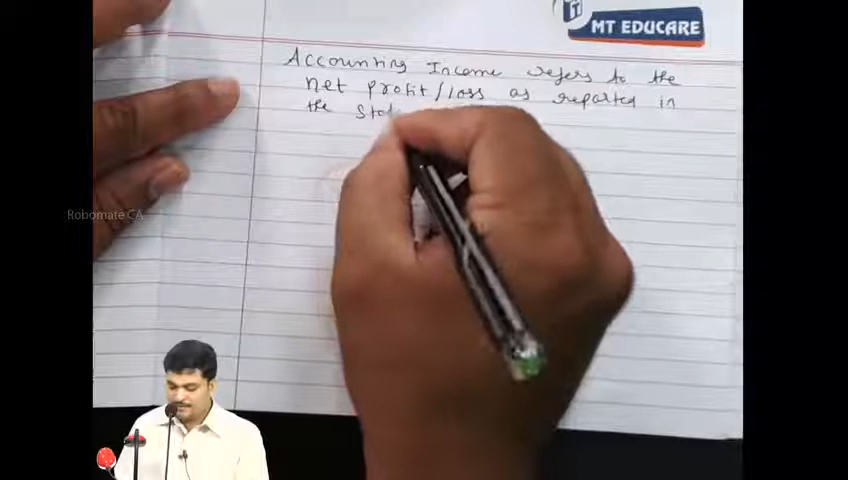 MT EDUCARE
Accounting Income refers to the
net profit/loss as reported in
the
Robomate CA